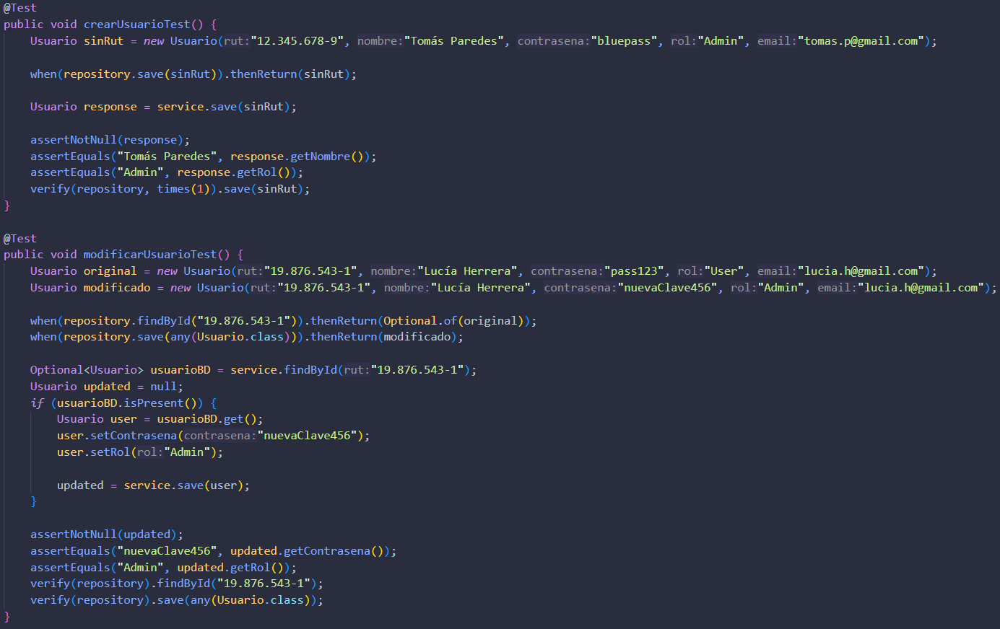 @Test
public void crearUsuarioTest() {
    Usuario sinRut = new Usuario(rut:"12.345.678-9", nombre:"Tomás Paredes", contrasena:"bluepass", rol:"Admin", email:"tomas.p@gmail.com");
    when(repository.save(sinRut)).thenReturn(sinRut);
    Usuario response = service.save(sinRut);
    assertNotNull(response);
    assertEquals("Tomás Paredes", response.getNombre());
    assertEquals("Admin", response.getRol());
    verify(repository, times(1)).save(sinRut);
}
@Test
public void modificarUsuarioTest() {
    Usuario original = new Usuario(rut:"19.876.543-1", nombre:"Lucía Herrera", contrasena:"pass123", rol:"User", email:"lucia.h@gmail.com");
    Usuario modificado = new Usuario(rut:"19.876.543-1", nombre:"Lucía Herrera", contrasena:"nuevaClave456", rol:"Admin", email:"lucia.h@gmail.com");
    when(repository.findById("19.876.543-1")).thenReturn(Optional.of(original));
    when(repository.save(any(Usuario.class))).thenReturn(modificado);
    Optional<Usuario> usuarioBD = service.findById(rut:"19.876.543-1");
    Usuario updated = null;
    if (usuarioBD.isPresent()) {
        Usuario user = usuarioBD.get();
        user.setContrasena(contrasena:"nuevaClave456");
        user.setRol(rol:"Admin");
        updated = service.save(user);
    }
    assertNotNull(updated);
    assertEquals("nuevaClave456", updated.getContrasena());
    assertEquals("Admin", updated.getRol());
    verify(repository).findById("19.876.543-1");
    verify(repository).save(any(Usuario.class));
}